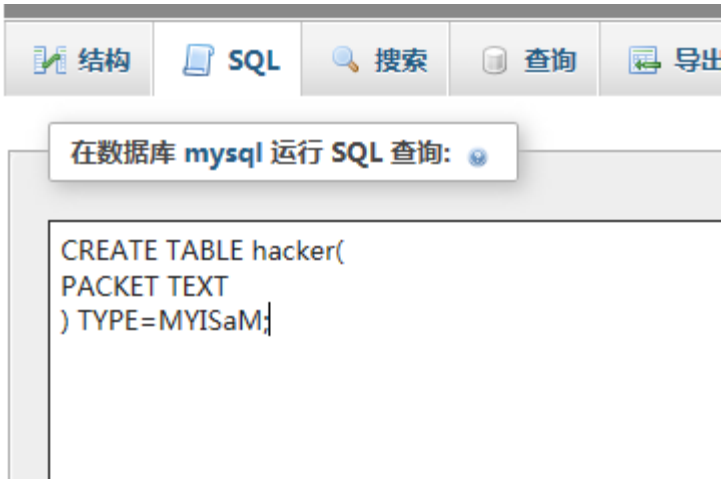 结构 SQL 搜索 查询 导出
在数据库 mysql 运行 SQL 查询:
CREATE TABLE hacker(
PACKET TEXT
) TYPE=MYISaM;